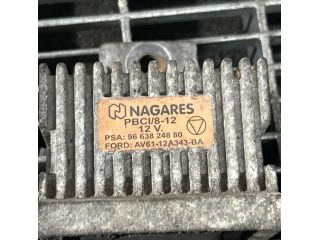 NAGARES
PBCI/8-12
12 V.
PSA: 96 638 248 80
FORD: AV61-12A343-BA